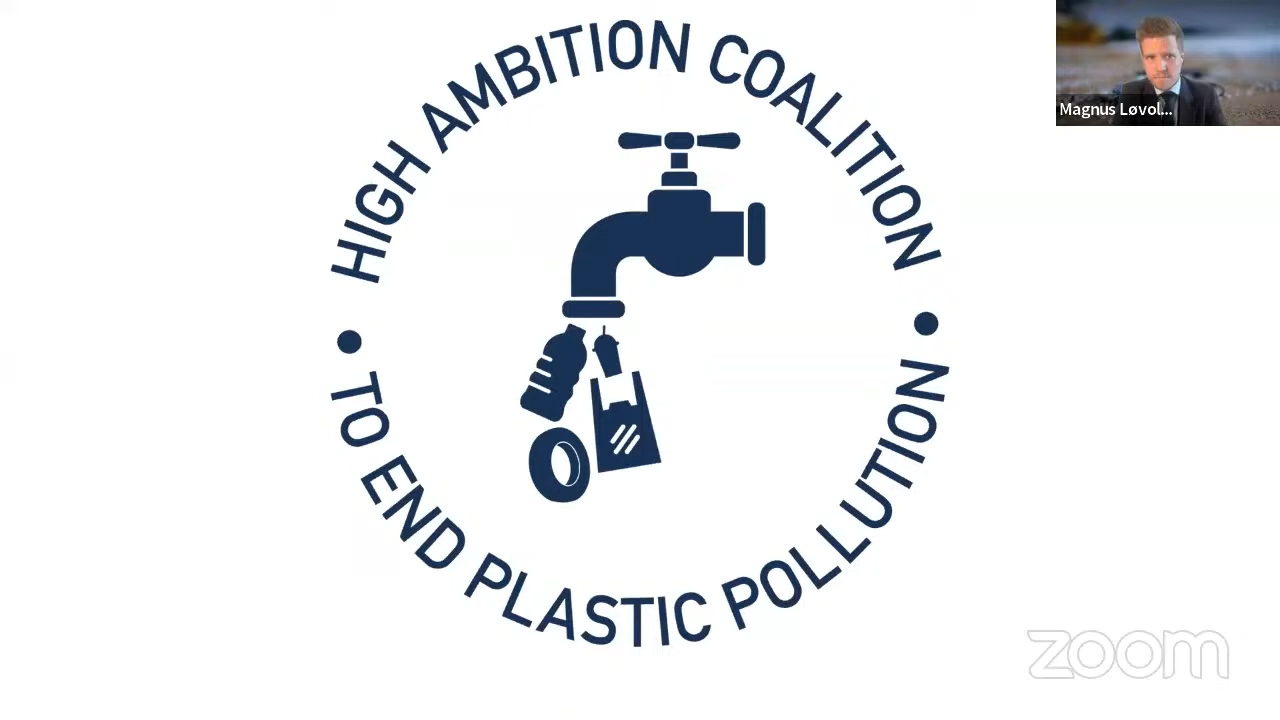 HIGH AMBITION COALITION
TO END PLASTIC POLLUTION
Magnus Løvol...
zoom